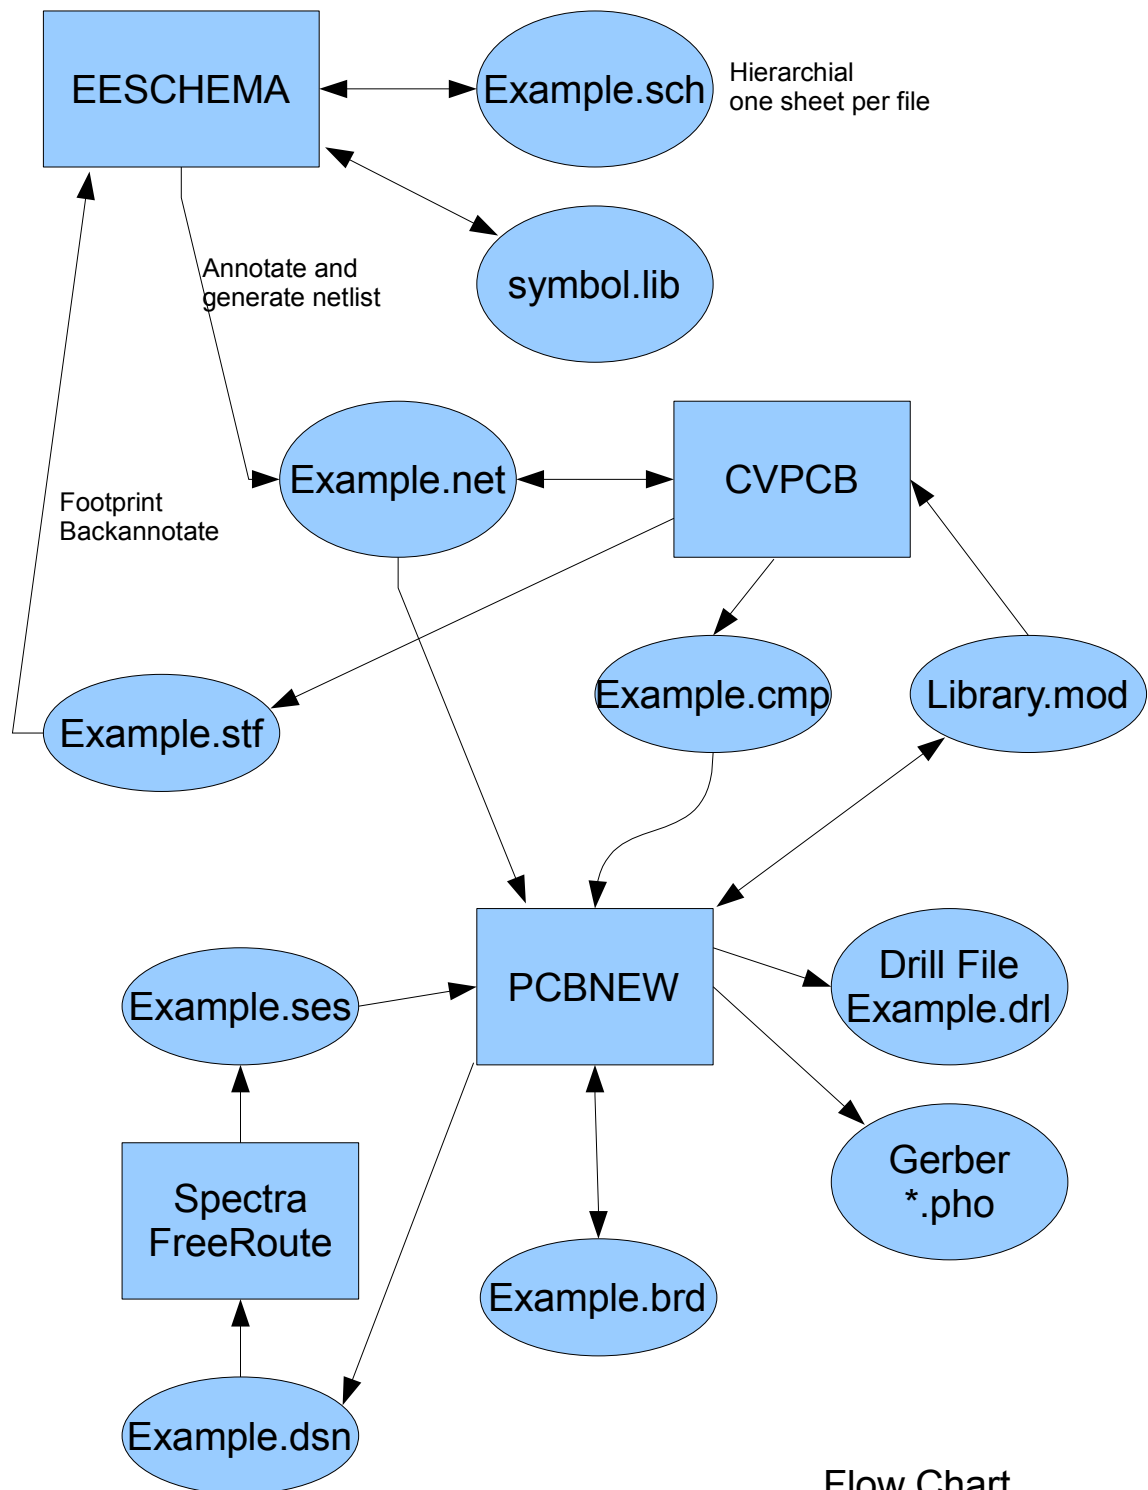 EESCHEMA
Example.sch
Hierarchial
one sheet per file
symbol.lib
Annotate and
generate netlist
Example.net
CVPCB
Footprint
Backannotate
Example.stf
Example.cmp
Library.mod
PCBNEW
Example.ses
Drill File
Example.drl
Spectra
FreeRoute
Gerber
*.pho
Example.brd
Example.dsn
Flow Chart